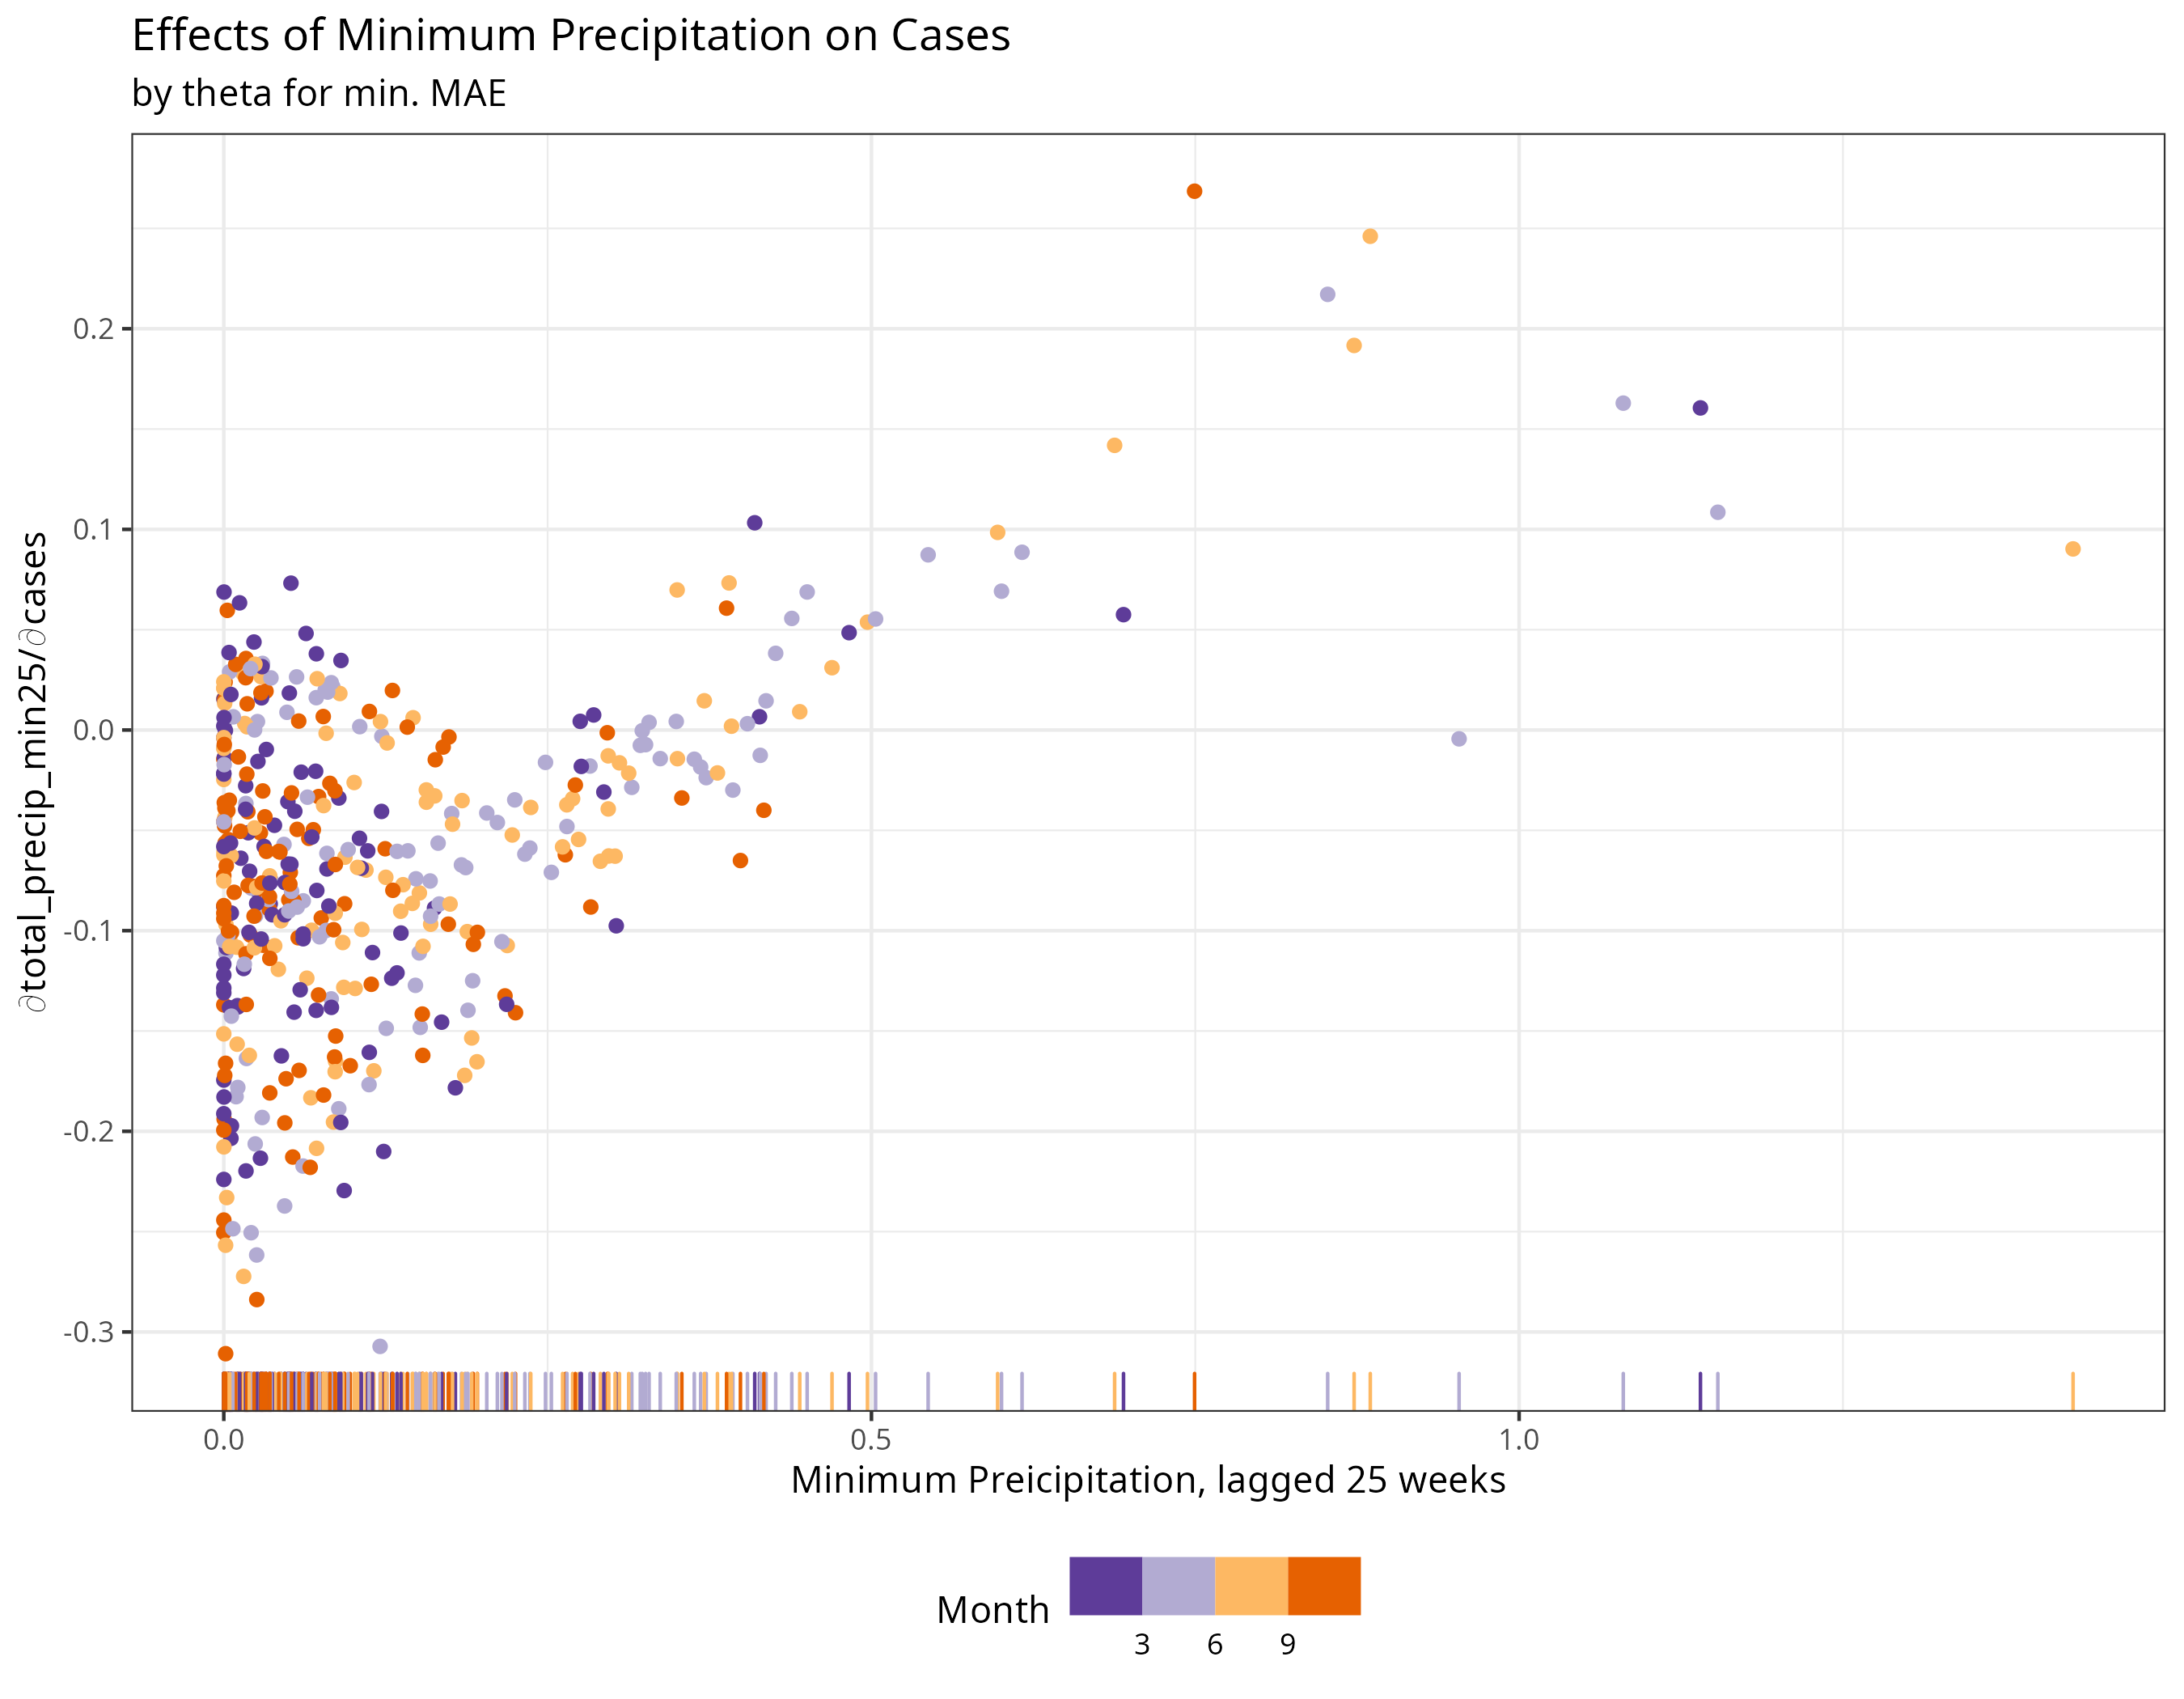 Effects of Minimum Precipitation on Cases
by theta for min. MAE
∂total_precip_min25/∂cases
0.2
0.1
0.0
-0.1
-0.2
-0.3
0.0
0.5
1.0
Minimum Preicipitation, lagged 25 weeks
Month
3
6
9